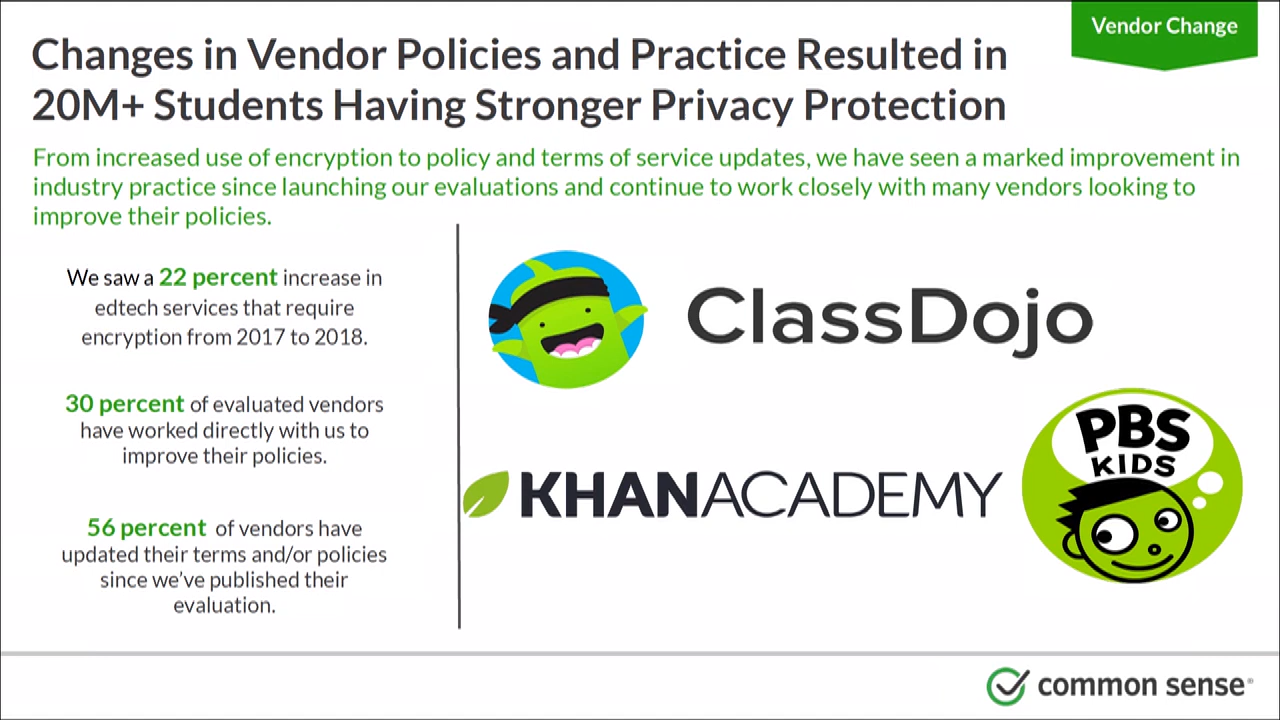 Vendor Change
Changes in Vendor Policies and Practice Resulted in
20M+ Students Having Stronger Privacy Protection
From increased use of encryption to policy and terms of service updates, we have seen a marked improvement in
industry practice since launching our evaluations and continue to work closely with many vendors looking to
improve their policies.
We saw a 22 percent increase in
edtech services that require
encryption from 2017 to 2018.
30 percent of evaluated vendors
have worked directly with us to
improve their policies.
56 percent of vendors have
updated their terms and/or policies
since we’ve published their
evaluation.
ClassDojo
KHANACADEMY
PBS
KIDS
common sense®